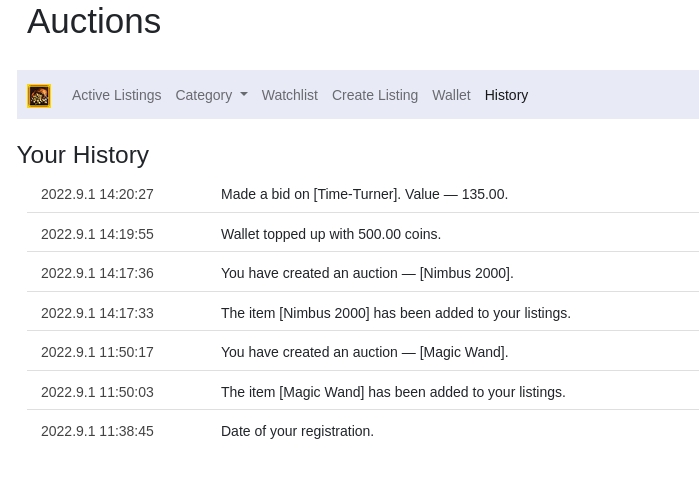 Auctions
Active Listings Category Watchlist Create Listing Wallet History
Your History
2022.9.1 14:20:27 Made a bid on [Time-Turner]. Value — 135.00.
2022.9.1 14:19:55 Wallet topped up with 500.00 coins.
2022.9.1 14:17:36 You have created an auction — [Nimbus 2000].
2022.9.1 14:17:33 The item [Nimbus 2000] has been added to your listings.
2022.9.1 11:50:17 You have created an auction — [Magic Wand].
2022.9.1 11:50:03 The item [Magic Wand] has been added to your listings.
2022.9.1 11:38:45 Date of your registration.